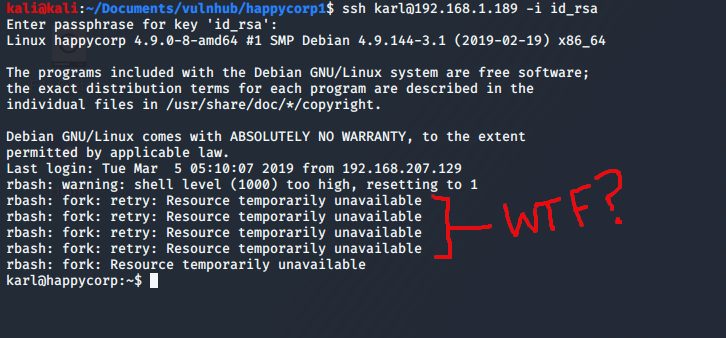 kali@kali:~/Documents/vulnhub/happycorp1$ ssh karl@192.168.1.189 -i id_rsa
Enter passphrase for key 'id_rsa':
Linux happycorp 4.9.0-8-amd64 #1 SMP Debian 4.9.144-3.1 (2019-02-19) x86_64
The programs included with the Debian GNU/Linux system are free software;
the exact distribution terms for each program are described in the
individual files in /usr/share/doc/*/copyright.
Debian GNU/Linux comes with ABSOLUTELY NO WARRANTY, to the extent
permitted by applicable law.
Last login: Tue Mar  5 05:10:07 2019 from 192.168.207.129
rbash: warning: shell level (1000) too high, resetting to 1
rbash: fork: retry: Resource temporarily unavailable
rbash: fork: retry: Resource temporarily unavailable
rbash: fork: retry: Resource temporarily unavailable
rbash: fork: retry: Resource temporarily unavailable
WTF?
rbash: fork: Resource temporarily unavailable
karl@happycorp:~$